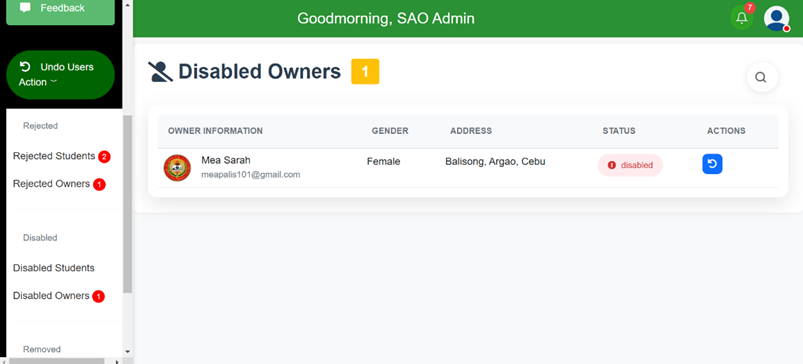 Feedback
Goodmorning, SAO Admin
7
Undo Users
Action
Disabled Owners 1
Rejected
Rejected Students 2
Rejected Owners 1
Disabled
Disabled Students
Disabled Owners 1
Removed
OWNER INFORMATION GENDER ADDRESS STATUS ACTIONS
Mea Sarah Female Balisong, Argao, Cebu disabled
meapalis101@gmail.com